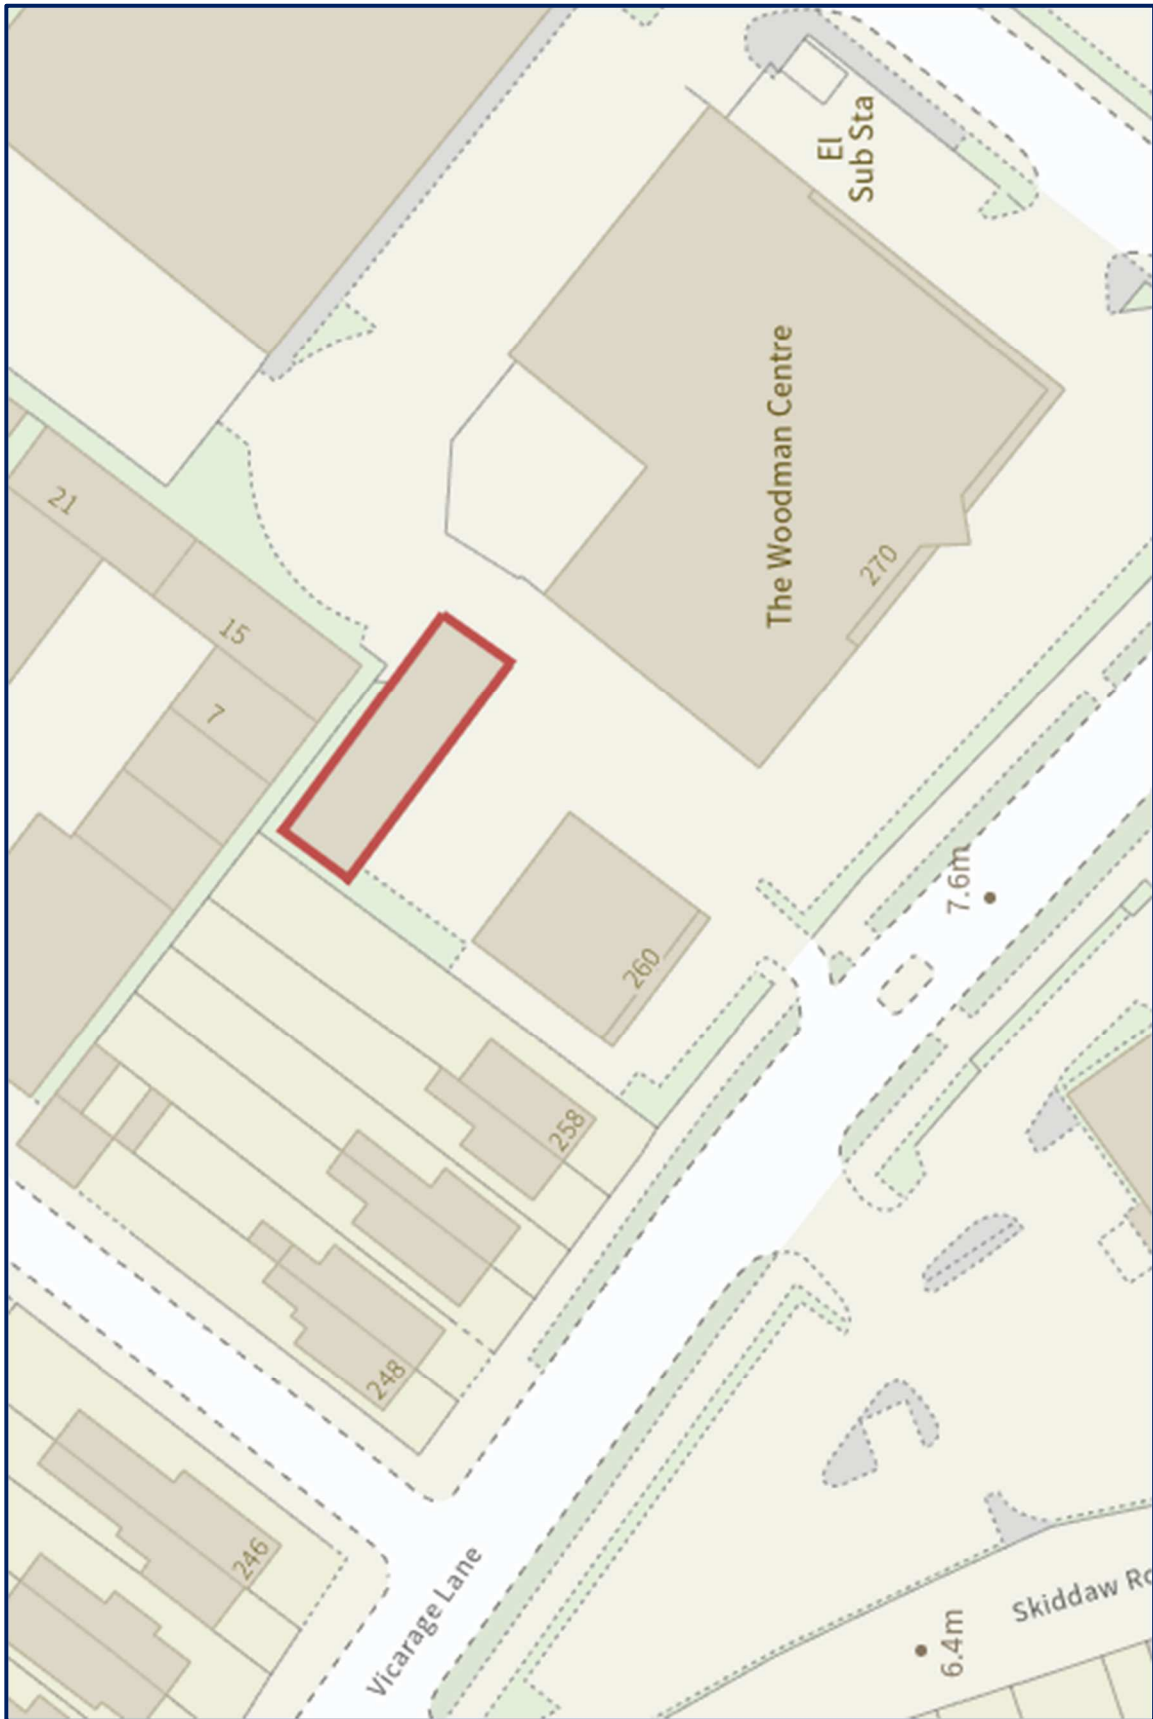 El
Sub Sta
The Woodman Centre
21
270
15
7
7.6m
260
258
248
246
Vicarage Lane
Skiddaw Ro
6.4m